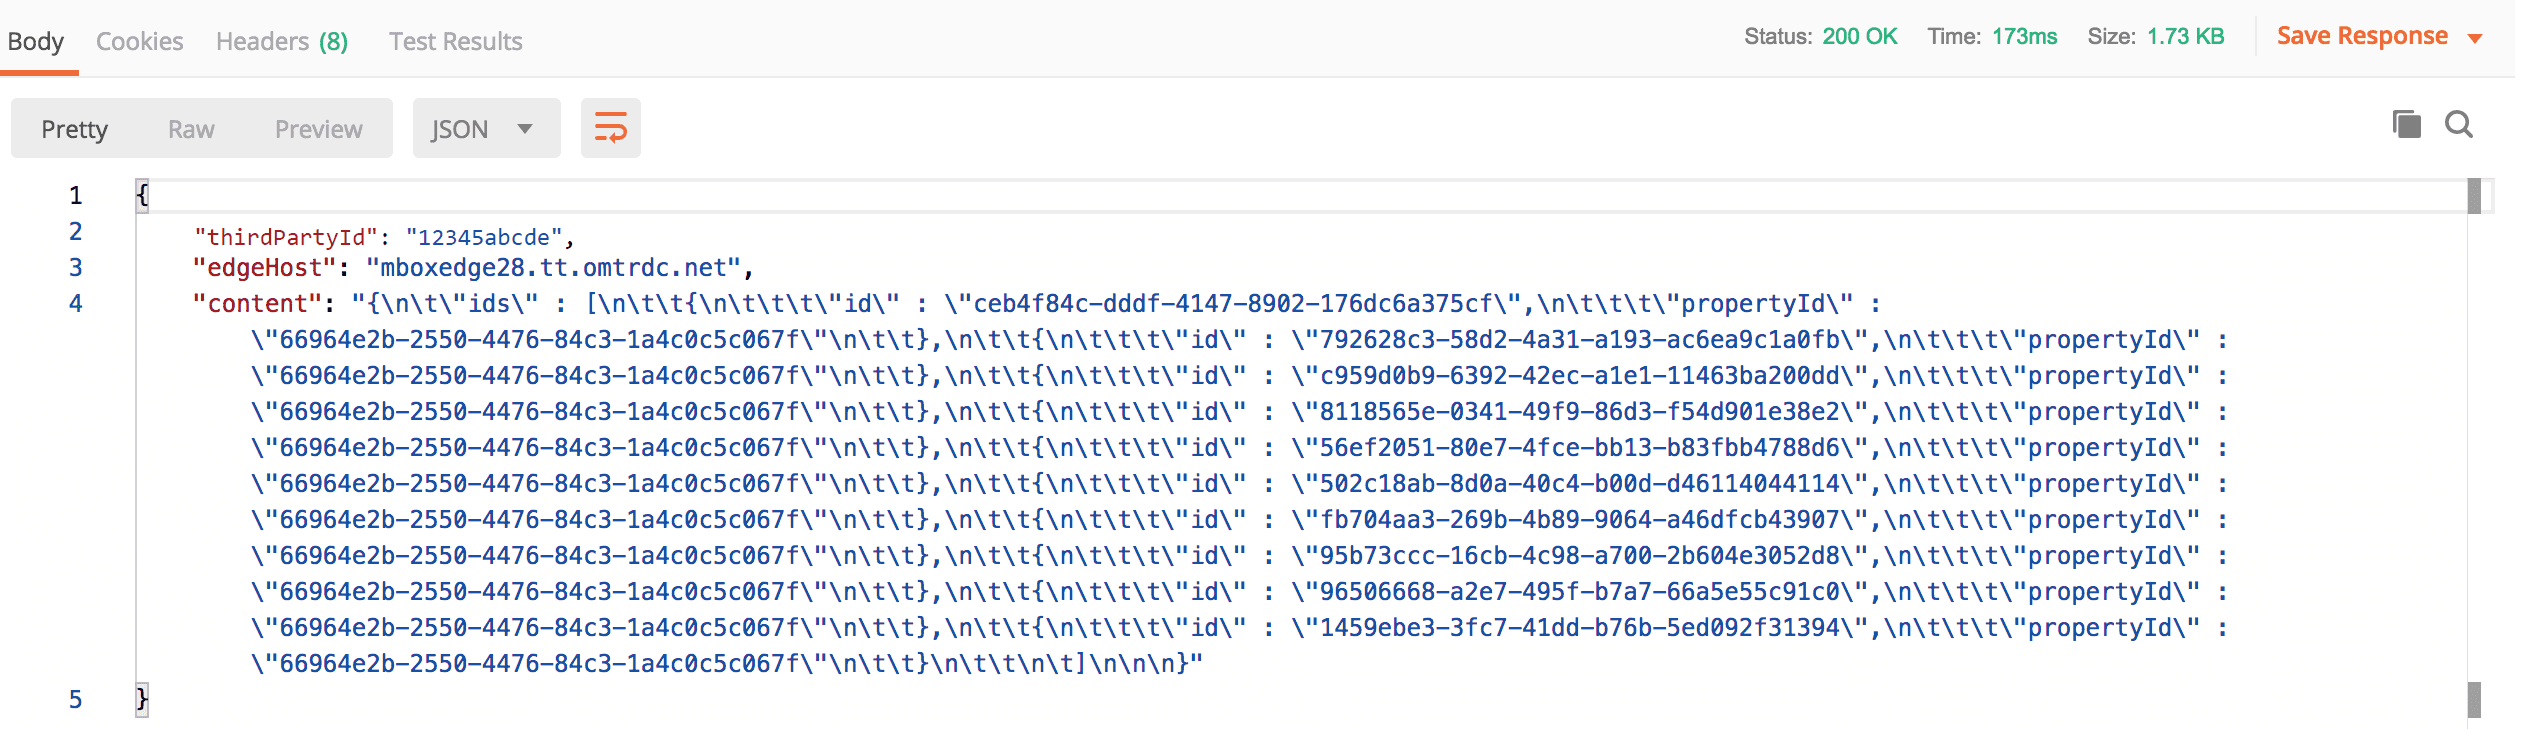 Body Cookies Headers (8) Test Results Status: 200 OK Time: 173ms Size: 1.73 KB Save Response
Pretty Raw Preview JSON
1 {
2 "thirdPartyId": "12345abcde",
3 "edgeHost": "mboxedge28.tt.omtrdc.net",
4 "content": "{\n\t\"ids\" : [\n\t\t{\n\t\t\t\"id\" : \"ceb4f84c-dddf-4147-8902-176dc6a375cf\",\n\t\t\t\"propertyId\" :
\"66964e2b-2550-4476-84c3-1a4c0c5c067f\"\n\t\t},\n\t\t{\n\t\t\t\"id\" : \"792628c3-58d2-4a31-a193-ac6ea9c1a0fb\",\n\t\t\t\"propertyId\" :
\"66964e2b-2550-4476-84c3-1a4c0c5c067f\"\n\t\t},\n\t\t{\n\t\t\t\"id\" : \"c959d0b9-6392-42ec-a1e1-11463ba200dd\",\n\t\t\t\"propertyId\" :
\"66964e2b-2550-4476-84c3-1a4c0c5c067f\"\n\t\t},\n\t\t{\n\t\t\t\"id\" : \"8118565e-0341-49f9-86d3-f54d901e38e2\",\n\t\t\t\"propertyId\" :
\"66964e2b-2550-4476-84c3-1a4c0c5c067f\"\n\t\t},\n\t\t{\n\t\t\t\"id\" : \"56ef2051-80e7-4fce-bb13-b83fbb4788d6\",\n\t\t\t\"propertyId\" :
\"66964e2b-2550-4476-84c3-1a4c0c5c067f\"\n\t\t},\n\t\t{\n\t\t\t\"id\" : \"502c18ab-8d0a-40c4-b00d-d46114044114\",\n\t\t\t\"propertyId\" :
\"66964e2b-2550-4476-84c3-1a4c0c5c067f\"\n\t\t},\n\t\t{\n\t\t\t\"id\" : \"fb704aa3-269b-4b89-9064-a46dfcb43907\",\n\t\t\t\"propertyId\" :
\"66964e2b-2550-4476-84c3-1a4c0c5c067f\"\n\t\t},\n\t\t{\n\t\t\t\"id\" : \"95b73ccc-16cb-4c98-a700-2b604e3052d8\",\n\t\t\t\"propertyId\" :
\"66964e2b-2550-4476-84c3-1a4c0c5c067f\"\n\t\t},\n\t\t{\n\t\t\t\"id\" : \"96506668-a2e7-495f-b7a7-66a5e55c91c0\",\n\t\t\t\"propertyId\" :
\"66964e2b-2550-4476-84c3-1a4c0c5c067f\"\n\t\t},\n\t\t{\n\t\t\t\"id\" : \"1459ebe3-3fc7-41dd-b76b-5ed092f31394\",\n\t\t\t\"propertyId\" :
\"66964e2b-2550-4476-84c3-1a4c0c5c067f\"\n\t\t}\n\t\t\n\t]\n\n\n}"
5 }